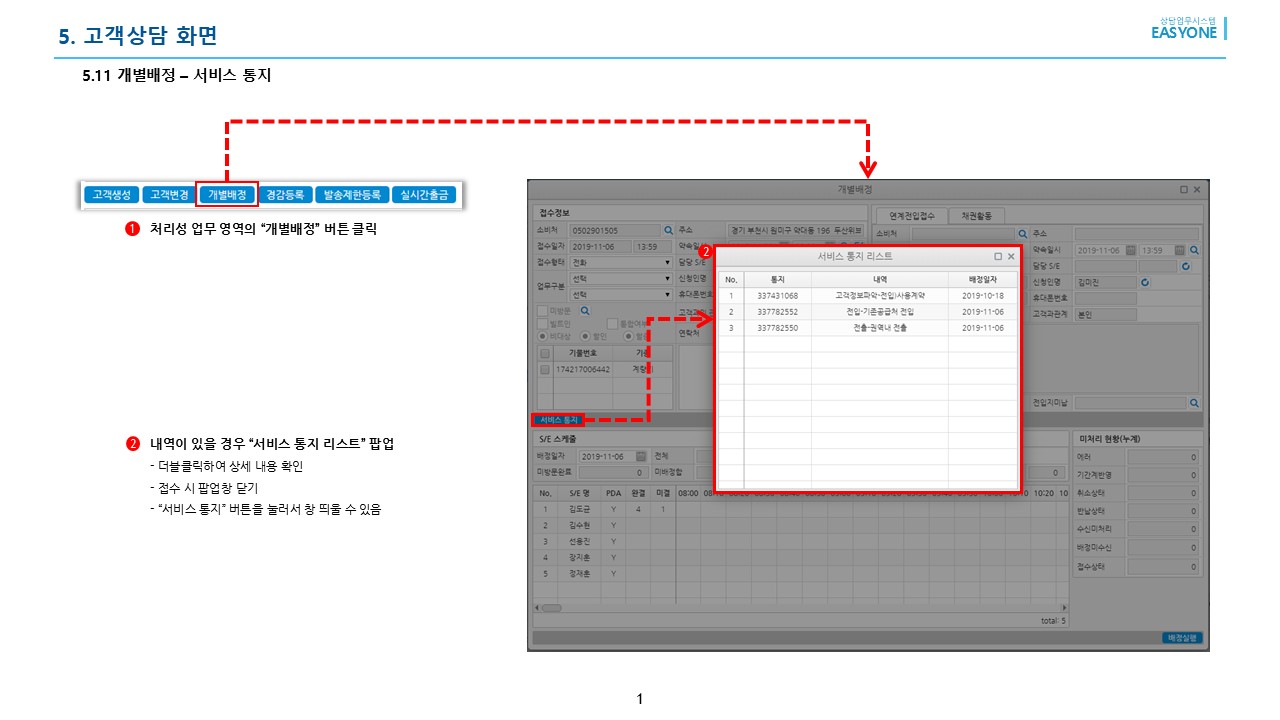 5. 고객상담 화면
상담업무시스템
EASYONE
5.11 개별배정 – 서비스 통지
고객생성 고객변경 개별배정 경감등록 발송제한등록 실시간출금
1 처리성 업무 영역의 “개별배정” 버튼 클릭
2 내역이 있을 경우 “서비스 통지 리스트” 팝업
- 더블클릭하여 상세 내용 확인
- 접수 시 팝업창 닫기
- “서비스 통지” 버튼을 눌러서 창 띄울 수 있음
개별배정
접수정보
소비처 0502901505 주소 경기 부천시 원미구 약대동 196 두산위브
접수일자 2019-11-06 13:59 약속일시
접수형태 전화 담당 S/E
업무구분 선택 신청인명
선택 휴대폰번호
미방문
빌트인 통합여부
비대상 할인 연락처
기물번호
174217006442
서비스 통지
연계전입접수 채권활동
소비처 주소
약속일시 2019-11-06 13:59
담당 S/E
신청인명 김미진
휴대폰번호
고객과관계 본인
전입지미납
2
서비스 통지 리스트
No. 통지 내역 배정일자
1 337431068 고객정보파악-전입)사용계약 2019-10-18
2 337782552 전입-기존공급처 전입 2019-11-06
3 337782550 전출-권역내 전출 2019-11-06
S/E 스케줄
배정일자 2019-11-06 전체
미방문완료 0 미배정합 0
No. S/E 명 PDA 완결 미결 08:00 10:20 10
1 김도균 Y 4 1
2 김수현 Y
3 선용진 Y
4 장지훈 Y
5 정재훈 Y
total: 5
미처리 현황(누계)
에러 0
기간계반영 0
취소상태 0
반납상태 0
수신미처리 0
배정미수신 0
접수상태 0
배정실행
1